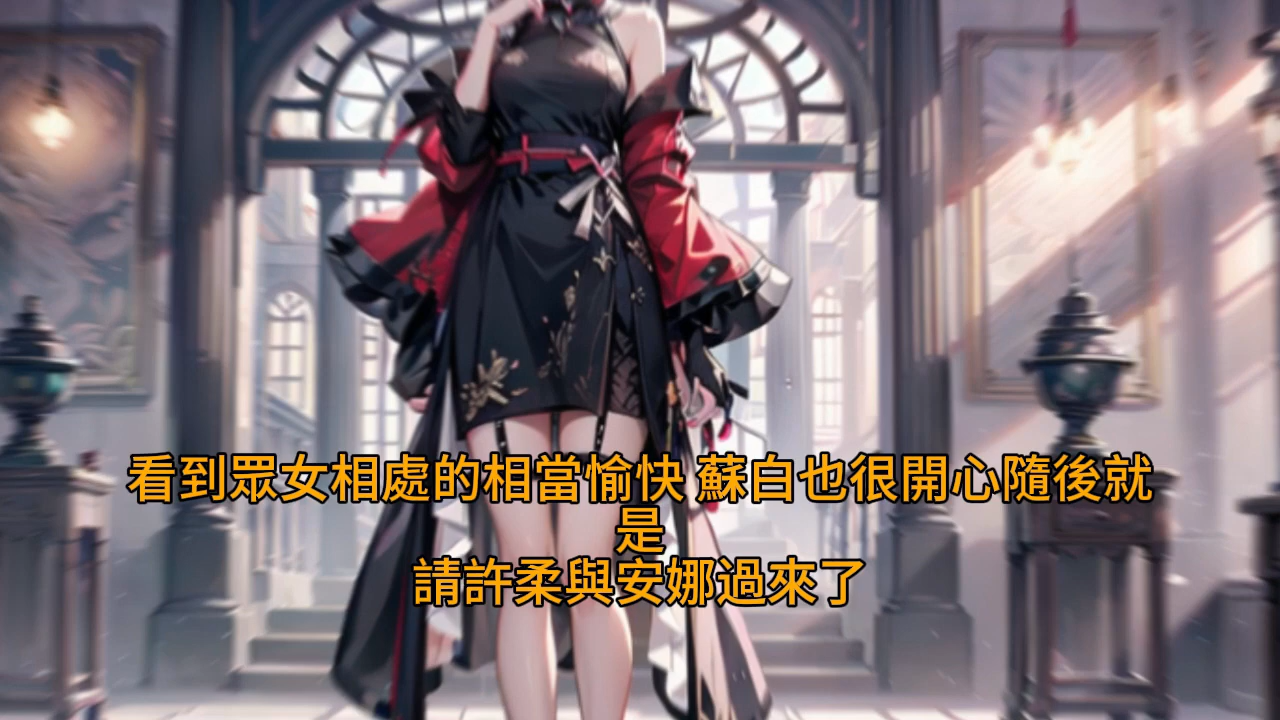 看到眾女相處的相當愉快 蘇白也很開心隨後就
是
請許柔與安娜過來了